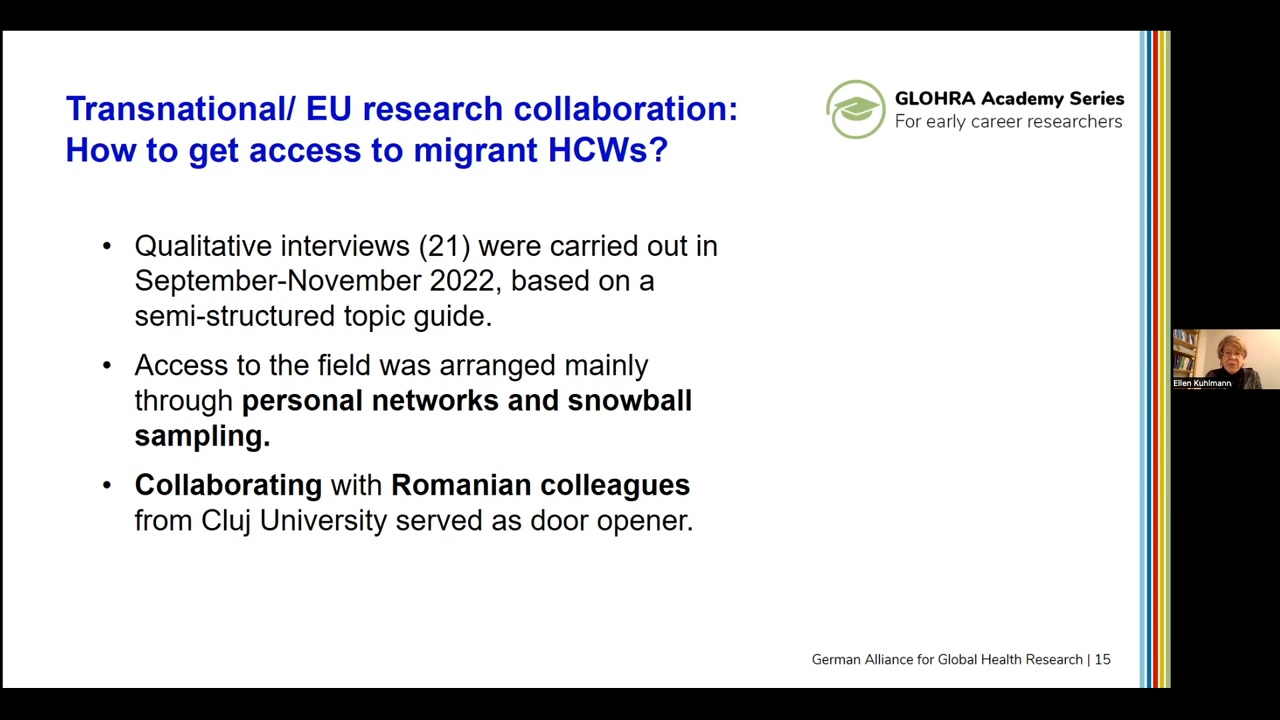 Transnational/ EU research collaboration:
How to get access to migrant HCWs?
GLOHRA Academy Series
For early career researchers
• Qualitative interviews (21) were carried out in
September-November 2022, based on a
semi-structured topic guide.
• Access to the field was arranged mainly
through personal networks and snowball
sampling.
• Collaborating with Romanian colleagues
from Cluj University served as door opener.
Ellen Kuhlmann
German Alliance for Global Health Research | 15